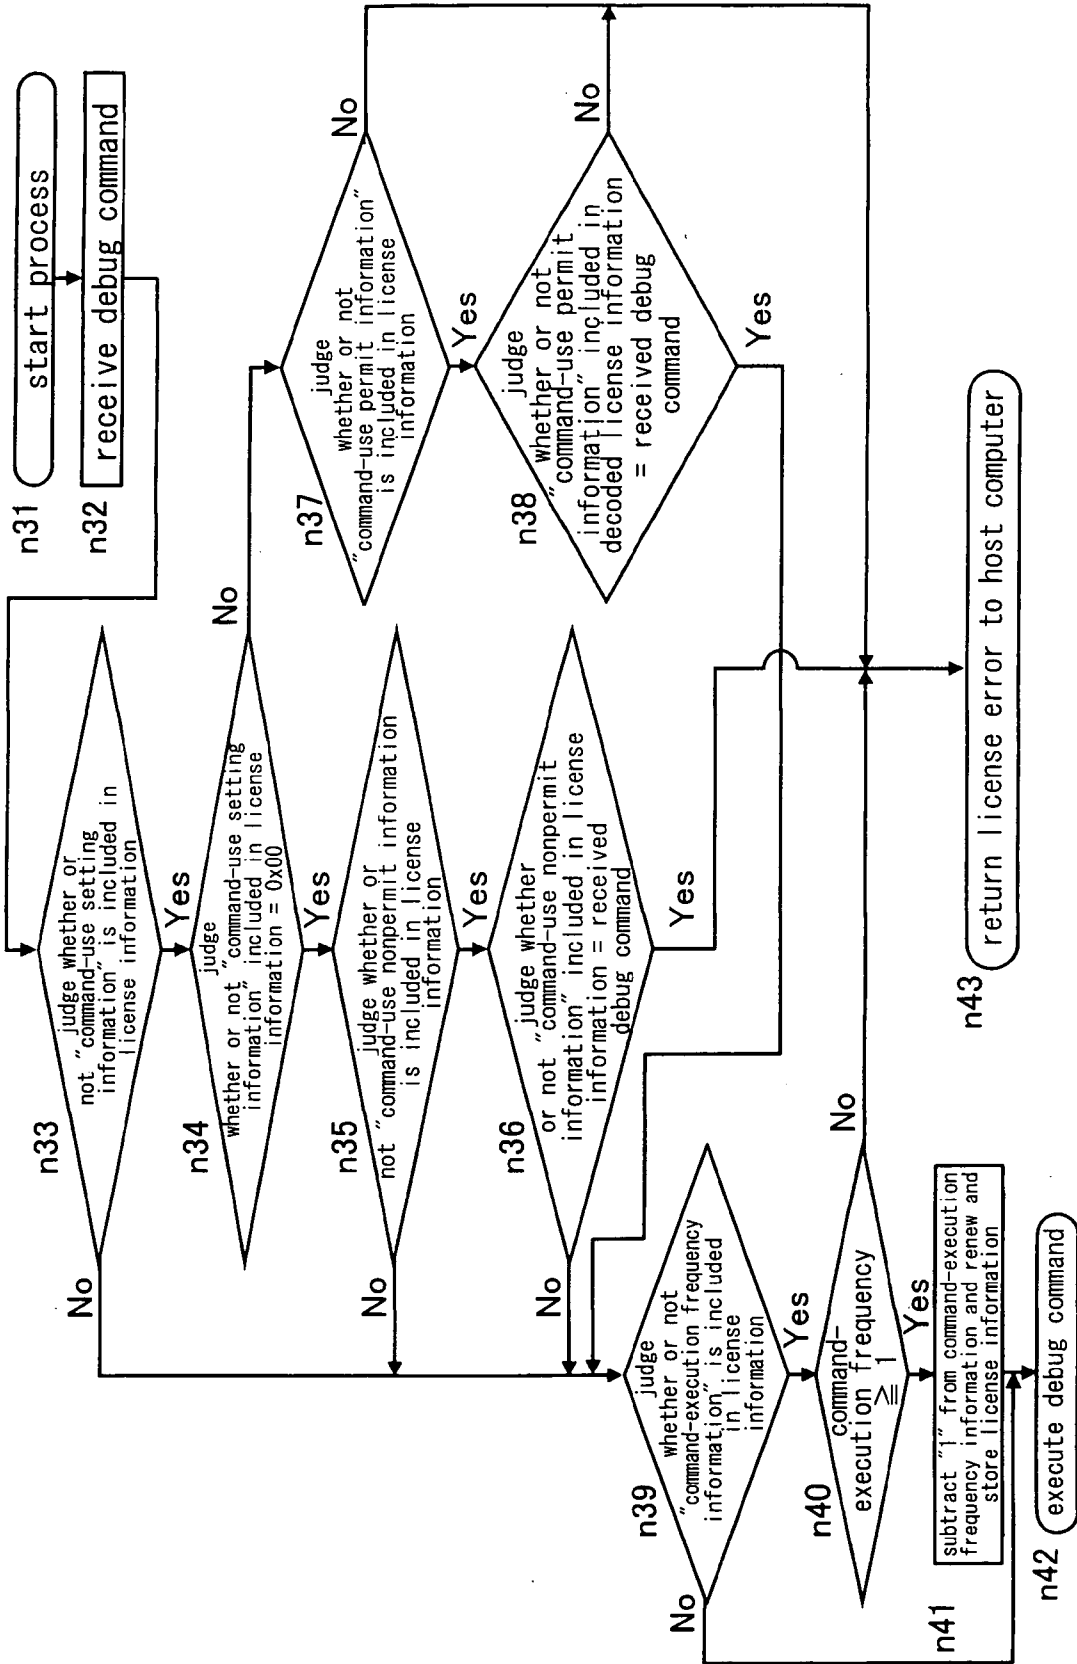 n31
start process
n32
receive debug command
n33
judge whether or
not "command-use setting
information" is included in
license information
No
Yes
n34
judge
whether or not "command-use setting
information" included in license
information = 0x00
No
Yes
n35
judge whether or
not "command-use nonpermit information
is included in license
information
No
Yes
n36
judge whether
or not "command-use nonpermit
information" included in license
information = received
debug command
No
Yes
n37
judge
whether or not
"command-use permit information"
is included in license
information
No
Yes
n38
judge
whether or not
"command-use permit
information" included in
decoded license information
= received debug
command
No
Yes
n39
judge
whether or not
"command-execution frequency
information" is included
in license
information
No
Yes
n40
command-
execution frequency
≧ 1
No
Yes
n41
subtract "1" from command-execution
frequency information and renew and
store license information
n42
execute debug command
n43
return license error to host computer